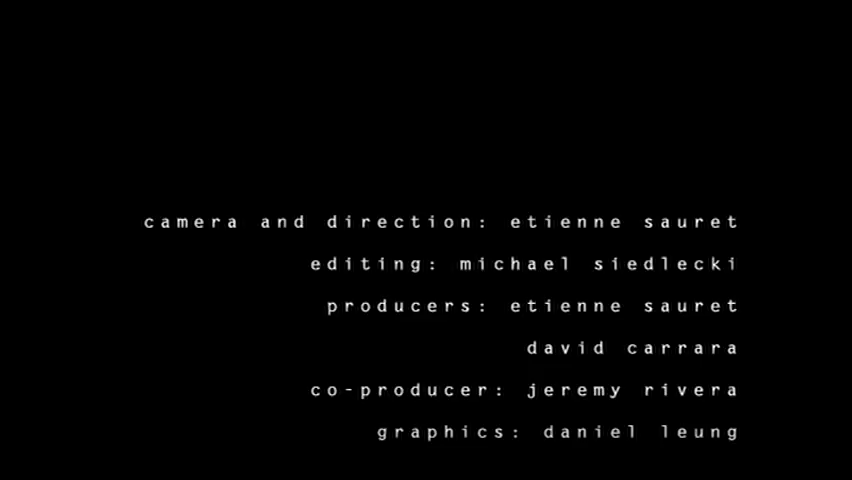 camera and direction: etienne sauret
editing: michael siedlecki
producers: etienne sauret
david carrara
co-producer: jeremy rivera
graphics: daniel leung